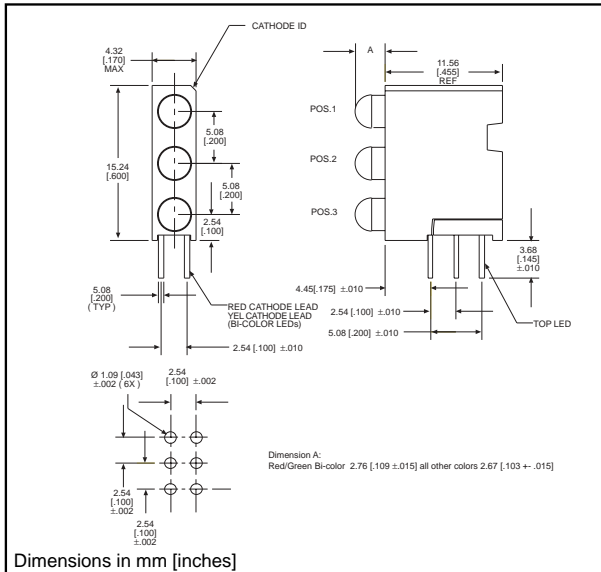 CATHODE ID
4.32
[.170]
MAX
A
11.56
[.455]
REF
POS.1
5.08
[.200]
15.24
[.600]
POS.2
5.08
[.200]
POS.3
2.54
[.100]
3.68
[.145]
±.010
5.08
[.200]
( TYP )
4.45[.175] ±.010
RED CATHODE LEAD
YEL CATHODE LEAD
(BI-COLOR LEDs)
2.54 [.100] ±.010
TOP LED
5.08 [.200] ±.010
2.54 [.100] ±.010
Ø 1.09 [.043]
±.002 ( 6X )
2.54
[.100] ±.002
Dimension A:
Red/Green Bi-color 2.76 [.109 ±.015] all other colors 2.67 [.103 +- .015]
2.54
[.100]
±.002
2.54
[.100]
±.002
Dimensions in mm [inches]